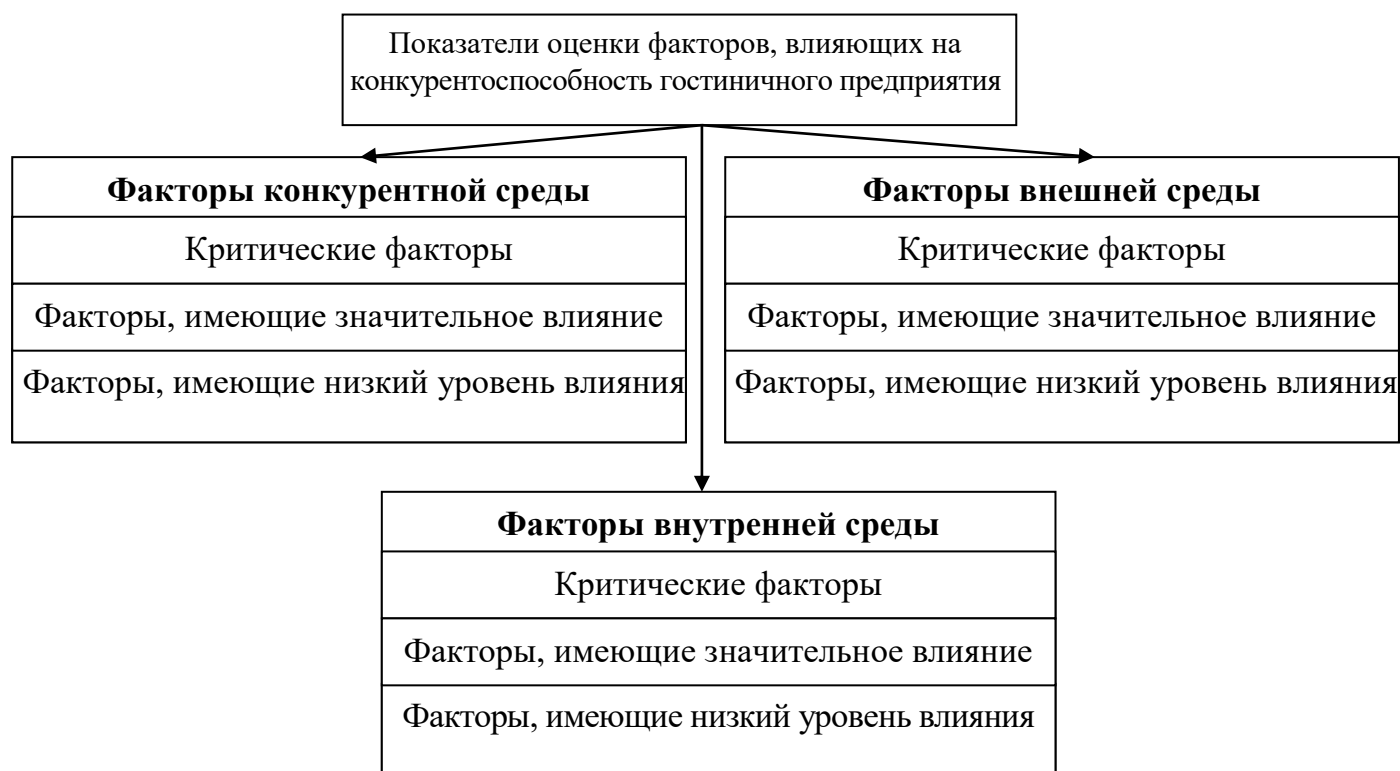 Показатели оценки факторов, влияющих на
конкурентоспособность гостиничного предприятия
Факторы конкурентной среды
Критические факторы
Факторы, имеющие значительное влияние
Факторы, имеющие низкий уровень влияния
Факторы внешней среды
Критические факторы
Факторы, имеющие значительное влияние
Факторы, имеющие низкий уровень влияния
Факторы внутренней среды
Критические факторы
Факторы, имеющие значительное влияние
Факторы, имеющие низкий уровень влияния